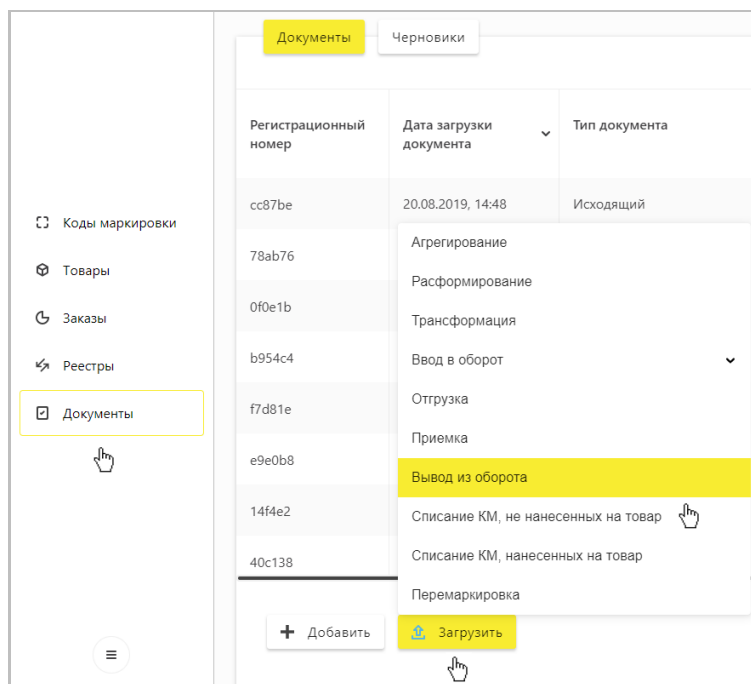 Документы
Черновики
Регистрационный номер
Дата загрузки документа
Тип документа
cc87be
20.08.2019, 14:48
Исходящий
78ab76
0f0e1b
b954c4
f7d81e
e9e0b8
14f4e2
40c138
Коды маркировки
Товары
Заказы
Реестры
Документы
Агрегирование
Расформирование
Трансформация
Ввод в оборот
Отгрузка
Приемка
Вывод из оборота
Списание КМ, не нанесенных на товар
Списание КМ, нанесенных на товар
Перемаркировка
Добавить
Загрузить